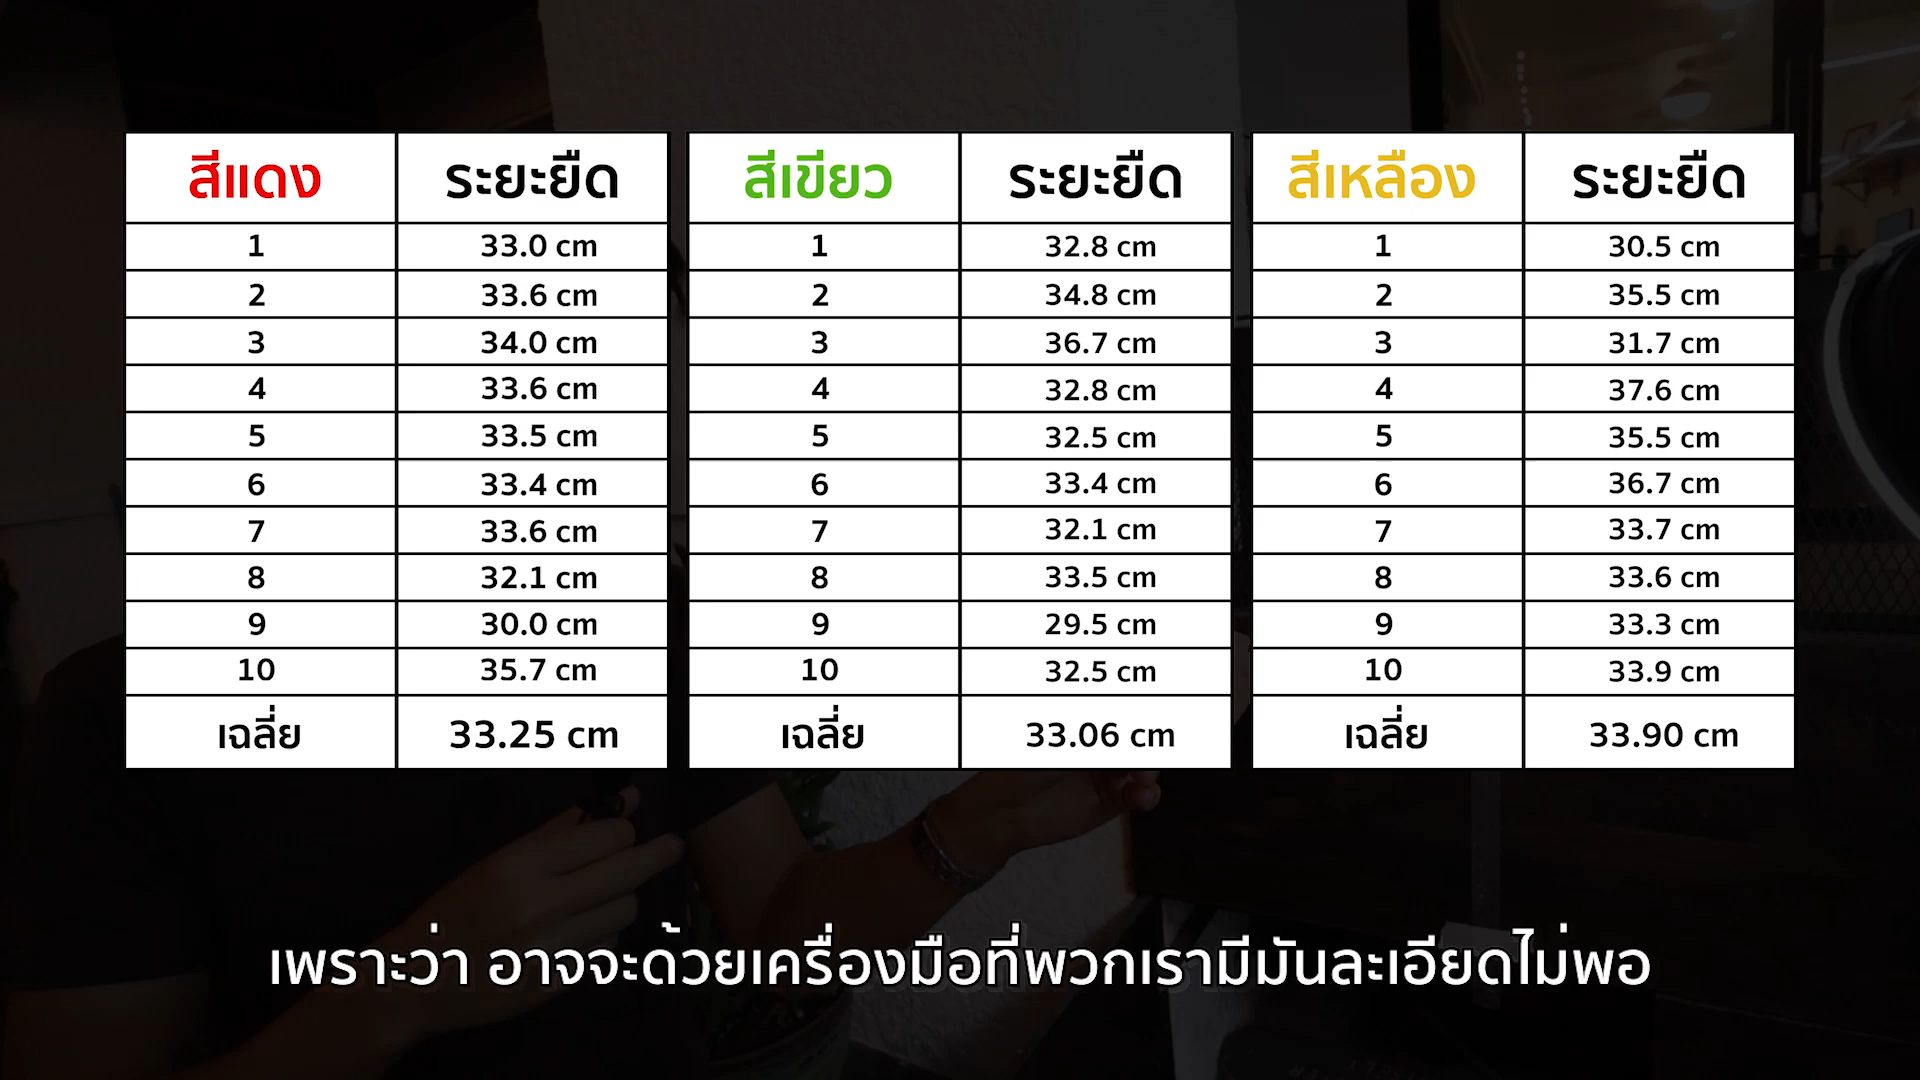 สีแดง ระยะยืด สีเขียว ระยะยืด สีเหลือง ระยะยืด
1 33.0 cm 1 32.8 cm 1 30.5 cm
2 33.6 cm 2 34.8 cm 2 35.5 cm
3 34.0 cm 3 36.7 cm 3 31.7 cm
4 33.6 cm 4 32.8 cm 4 37.6 cm
5 33.5 cm 5 32.5 cm 5 35.5 cm
6 33.4 cm 6 33.4 cm 6 36.7 cm
7 33.6 cm 7 32.1 cm 7 33.7 cm
8 32.1 cm 8 33.5 cm 8 33.6 cm
9 30.0 cm 9 29.5 cm 9 33.3 cm
10 35.7 cm 10 32.5 cm 10 33.9 cm
เฉลี่ย 33.25 cm เฉลี่ย 33.06 cm เฉลี่ย 33.90 cm
เพราะว่า อาจจะด้วยเครื่องมือที่พวกเรามีมันละเอียดไม่พอ